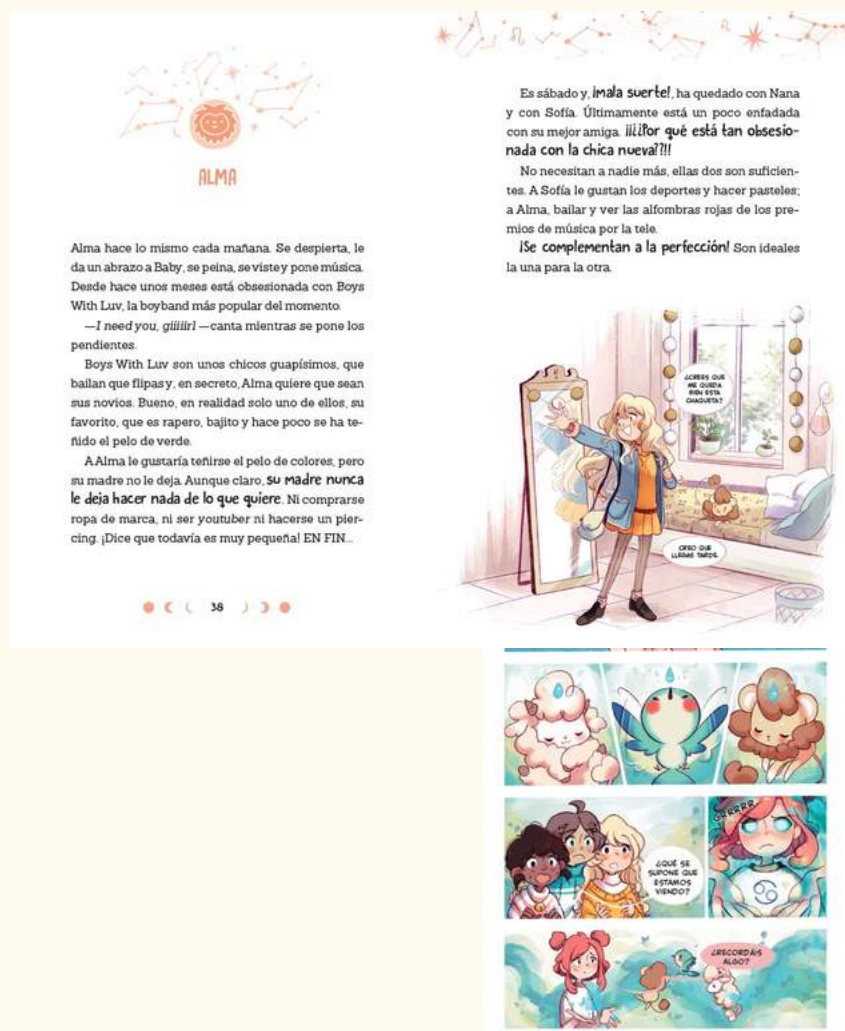 ALMA
Alma hace lo mismo cada mañana. Se despierta, le
da un abrazo a Baby, se peina, se viste y pone música.
Desde hace unos meses está obsesionada con Boys
With Luv, la boyband más popular del momento.
—I need you, giiiiirl —canta mientras se pone los
pendientes.
Boys With Luv son unos chicos guapísimos, que
bailan que flipas y, en secreto, Alma quiere que sean
sus novios. Bueno, en realidad solo uno de ellos, su
favorito, que es rapero, bajito y hace poco se ha te-
ñido el pelo de verde.
A Alma le gustaría teñirse el pelo de colores, pero
su madre no le deja. Aunque claro, su madre nunca
le deja hacer nada de lo que quiere. Ni comprarse
ropa de marca, ni ser youtuber ni hacerse un pier-
cing. ¡Dice que todavía es muy pequeña! EN FIN...
38
Es sábado y, ¡mala suerte!, ha quedado con Nana
y con Sofía. Últimamente está un poco enfadada
con su mejor amiga. ¡¡¿¿Por qué está tan obsesio-
nada con la chica nueva??!!
No necesitan a nadie más, ellas dos son suficien-
tes. A Sofía le gustan los deportes y hacer pasteles;
a Alma, bailar y ver las alfombras rojas de los pre-
mios de música por la tele.
¡Se complementan a la perfección! Son ideales
la una para la otra.
¿CREES QUE
ME QUEDA
BIEN ESTA
CHAQUETA?
CREO QUE
LLEGAS TARDE.
¿QUÉ SE
SUPONE QUE
ESTAMOS
VIENDO?
GRRRRR
¿RECORDÁIS
ALGO?